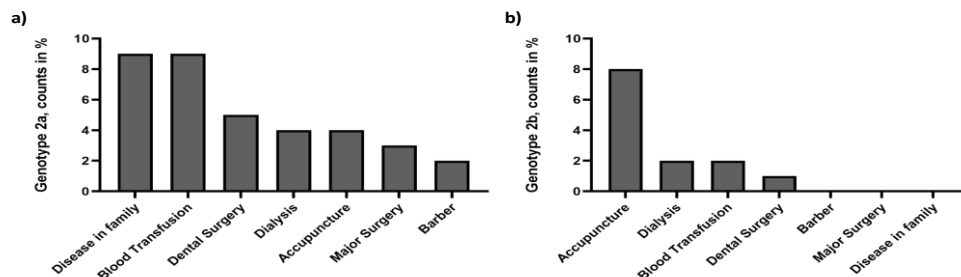 a)
Genotype 2a, counts in %
10
8
6
4
2
0
Disease in family
Blood Transfusion
Dental Surgery
Dialysis
Accupuncture
Major Surgery
Barber
b)
Genotype 2b, counts in %
10
8
6
4
2
0
Accupuncture
Dialysis
Blood Transfusion
Dental Surgery
Barber
Major Surgery
Disease in family